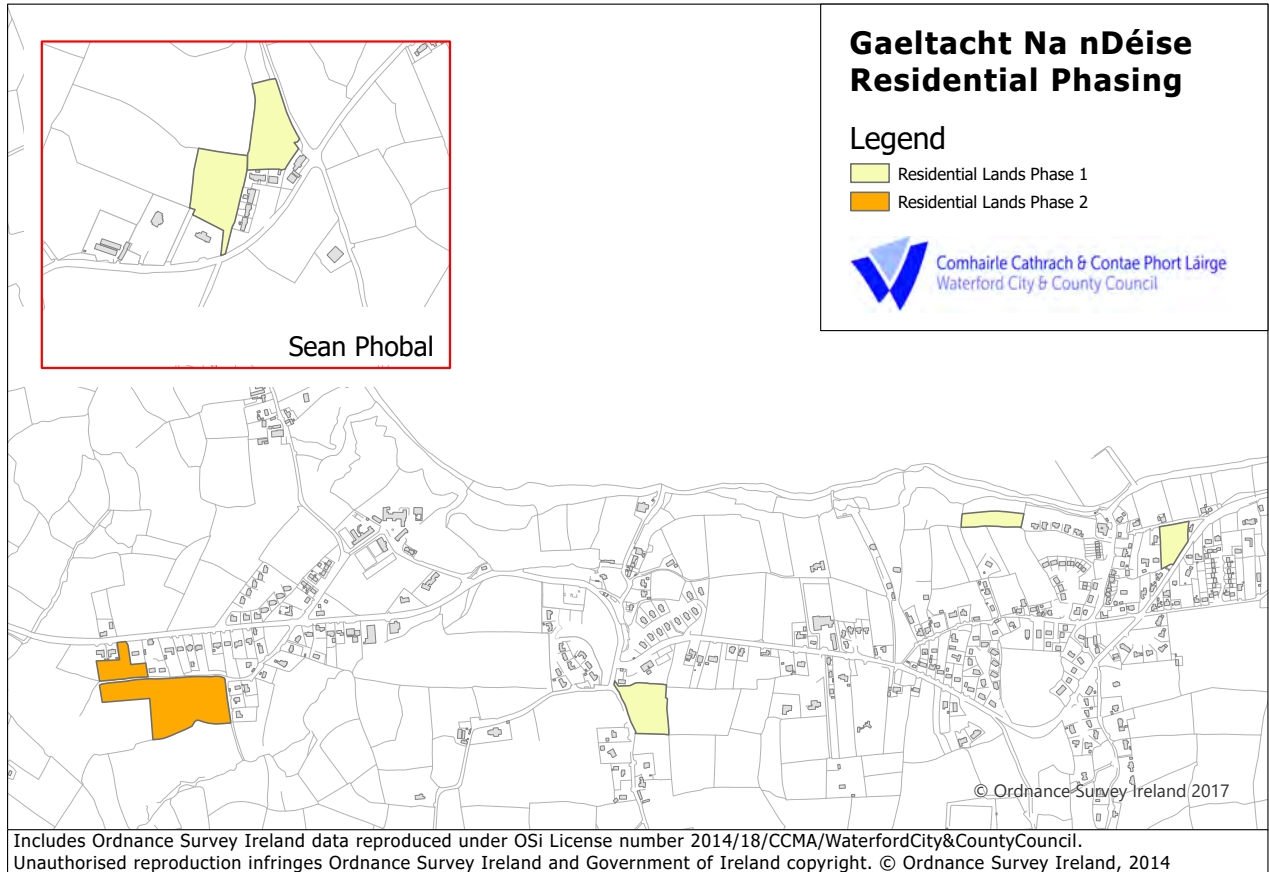 Gaeltacht Na nDéise
Residential Phasing
Legend
Residential Lands Phase 1
Residential Lands Phase 2
Comhairle Cathrach & Contae Phort Láirge
Waterford City & County Council
Sean Phobal
© Ordnance Survey Ireland 2017
Includes Ordnance Survey Ireland data reproduced under OSi License number 2014/18/CCMA/WaterfordCity&CountyCouncil.
Unauthorised reproduction infringes Ordnance Survey Ireland and Government of Ireland copyright. © Ordnance Survey Ireland, 2014